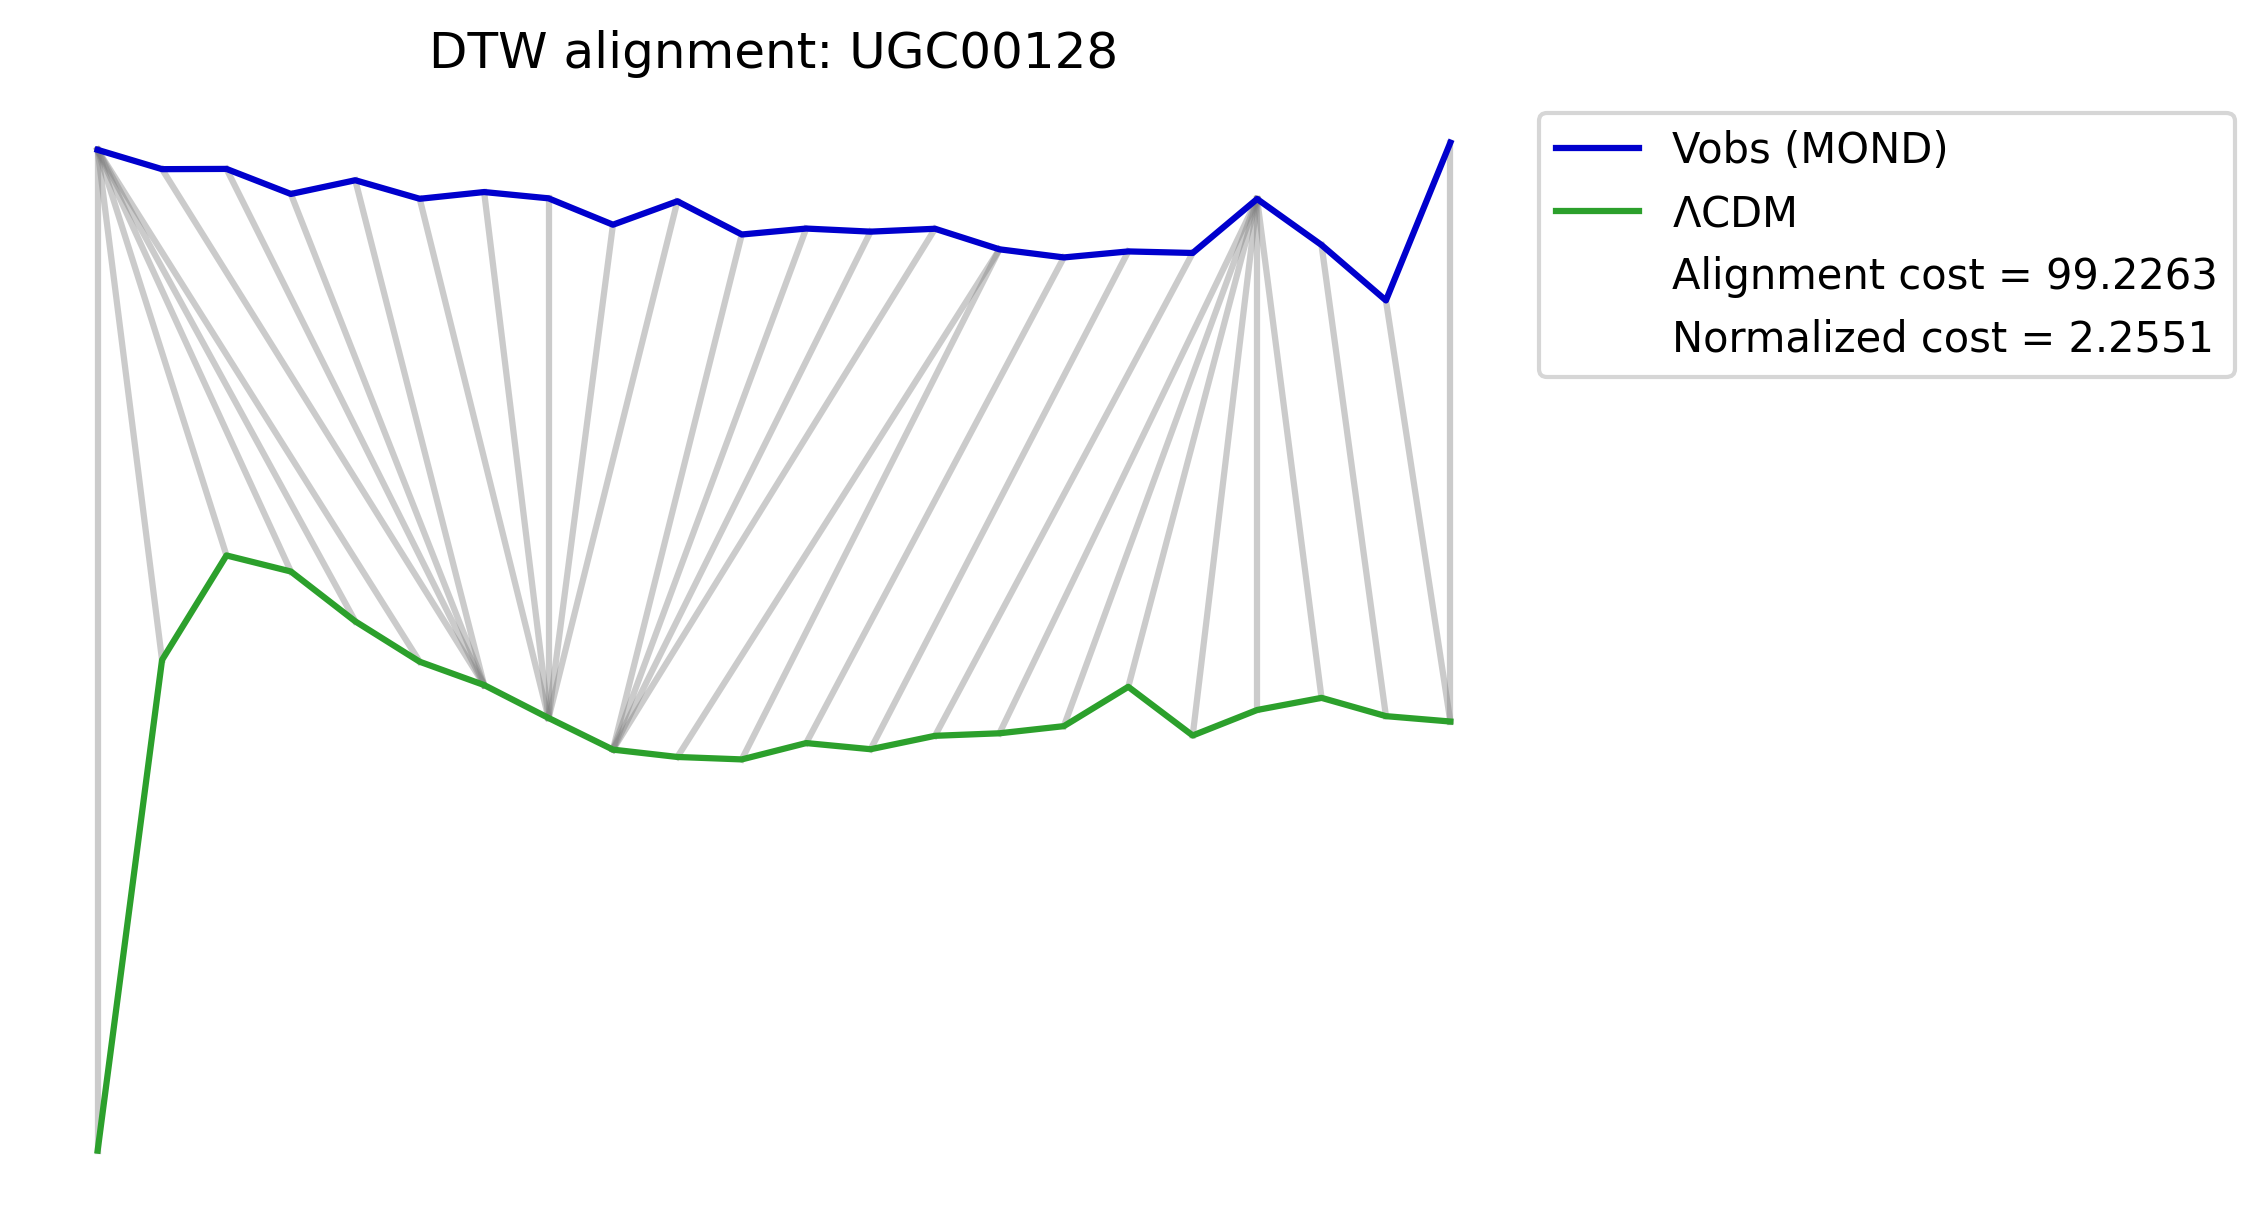 DTW alignment: UGC00128
Vobs (MOND)
ΛCDM
Alignment cost = 99.2263
Normalized cost = 2.2551